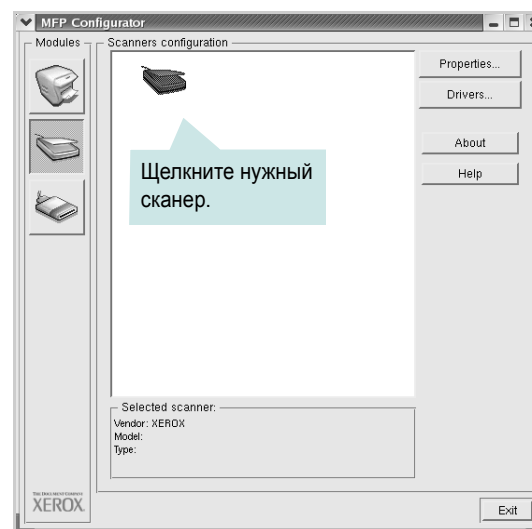 MFP Configurator
Modules
Scanners configuration
Properties...
Drivers...
About
Help
Щелкните нужный
сканер.
Selected scanner:
Vendor: XEROX
Model:
Type:
THE DOCUMENT COMPANY
XEROX
Exit